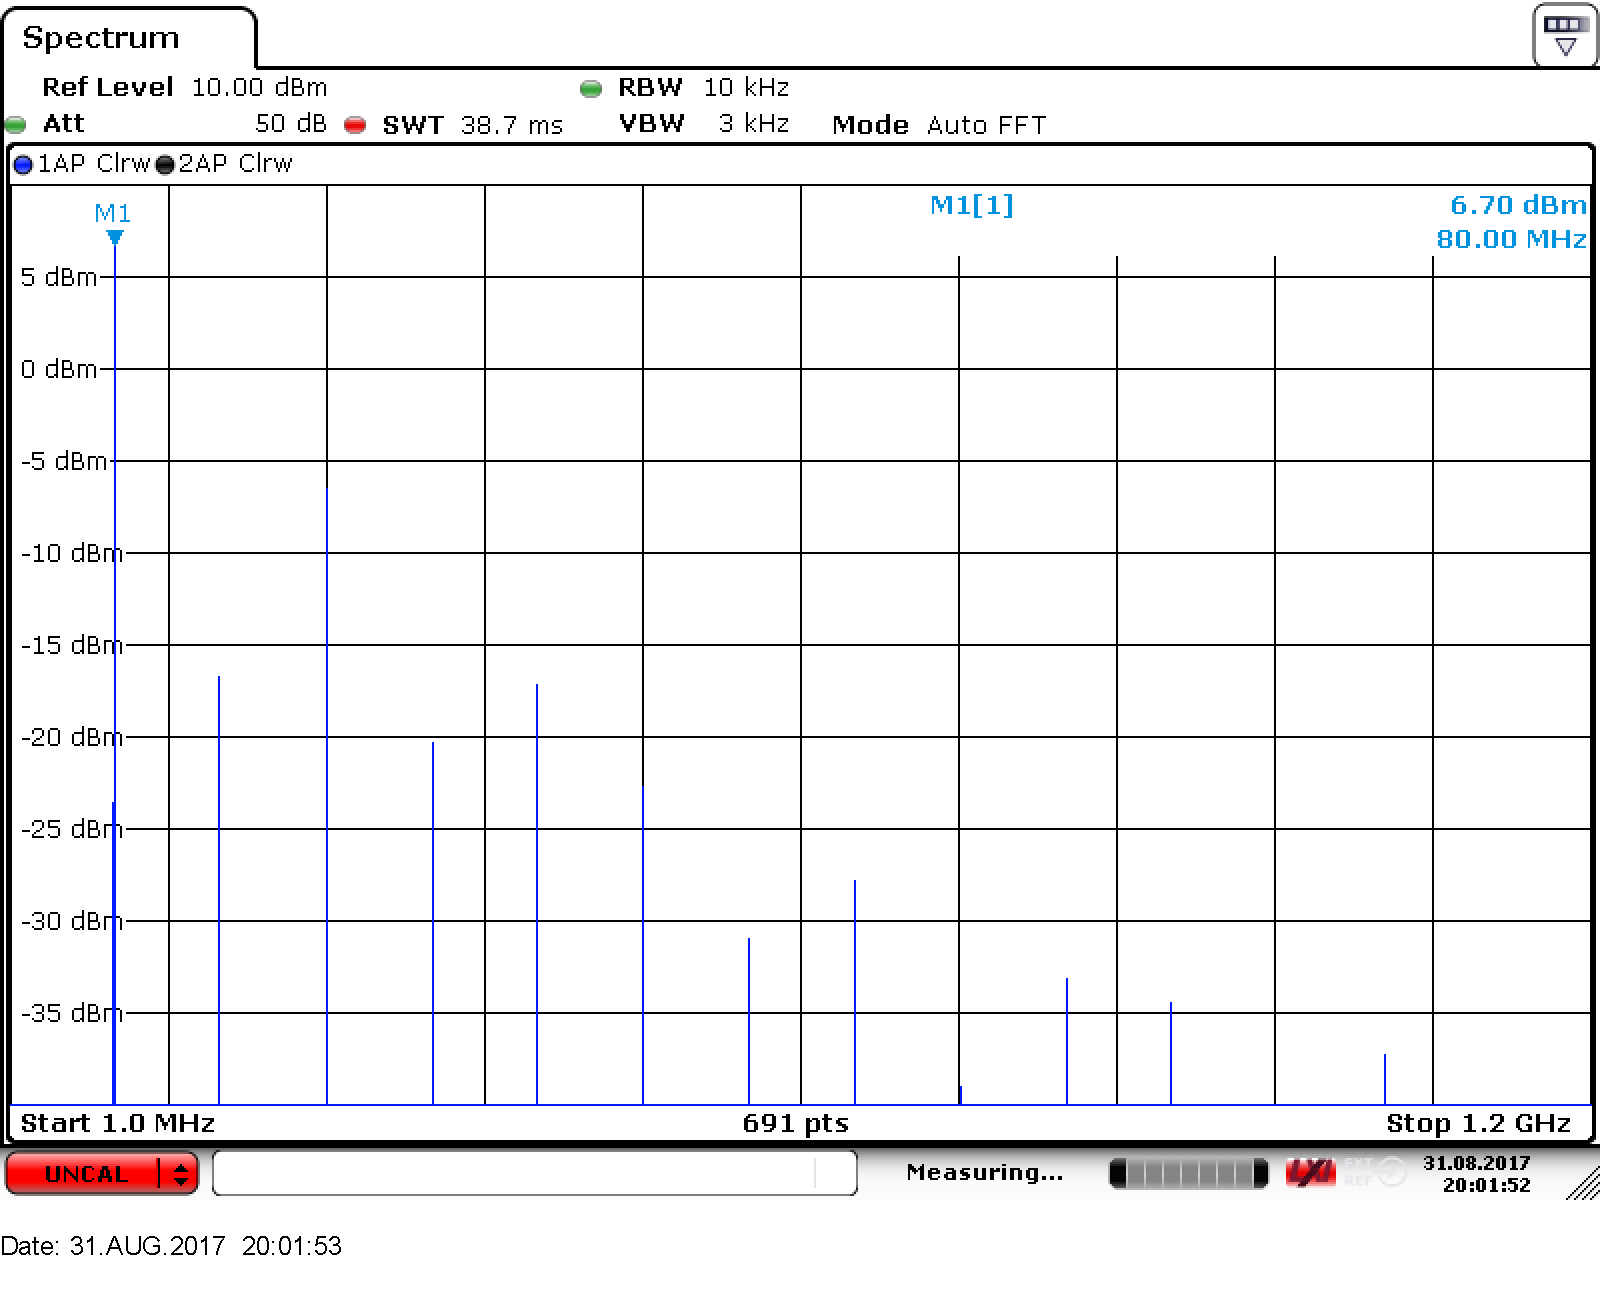 Spectrum
Ref Level 10.00 dBm RBW 10 kHz
Att 50 dB SWT 38.7 ms VBW 3 kHz Mode Auto FFT
1AP Clrw 2AP Clrw
M1 M1[1] 6.70 dBm
80.00 MHz
5 dBm
0 dBm
-5 dBm
-10 dBm
-15 dBm
-20 dBm
-25 dBm
-30 dBm
-35 dBm
Start 1.0 MHz 691 pts Stop 1.2 GHz
UNCAL Measuring... LXI EXT REF 31.08.2017
20:01:52
Date: 31.AUG.2017 20:01:53